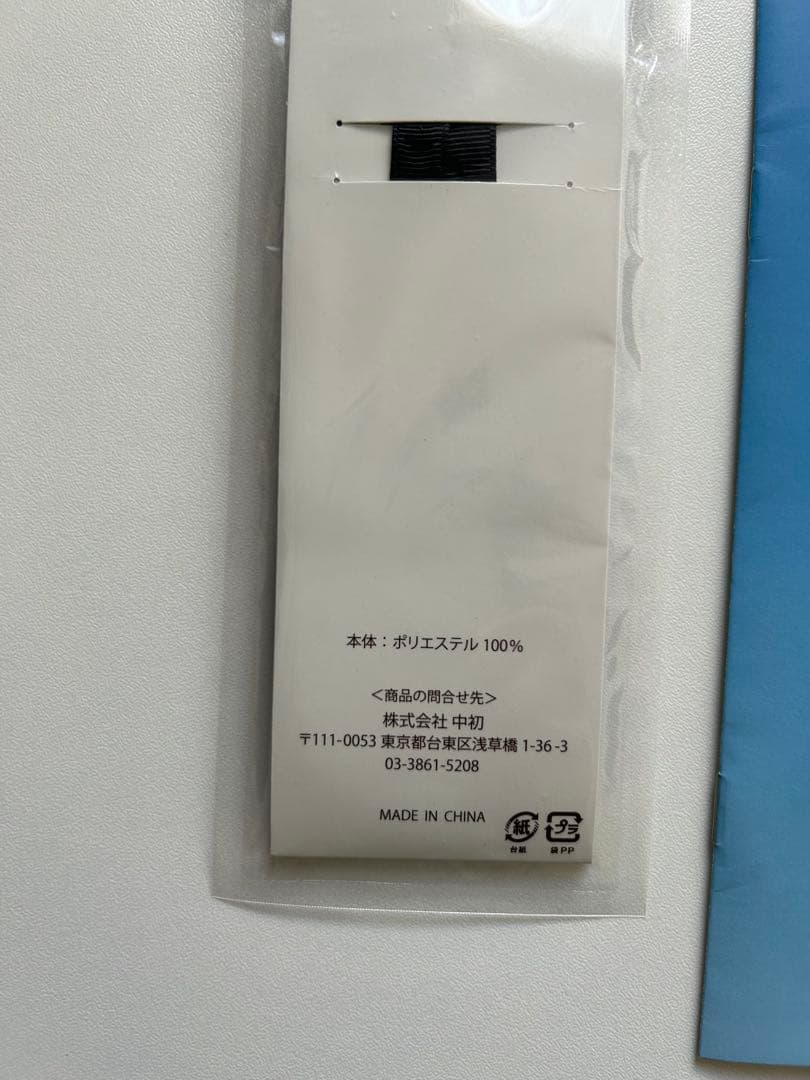 本体：ポリエステル 100%
＜商品の問合せ先＞
株式会社 中初
〒111-0053 東京都台東区浅草橋 1-36-3
03-3861-5208
MADE IN CHINA
紙 プラ
台紙 袋PP